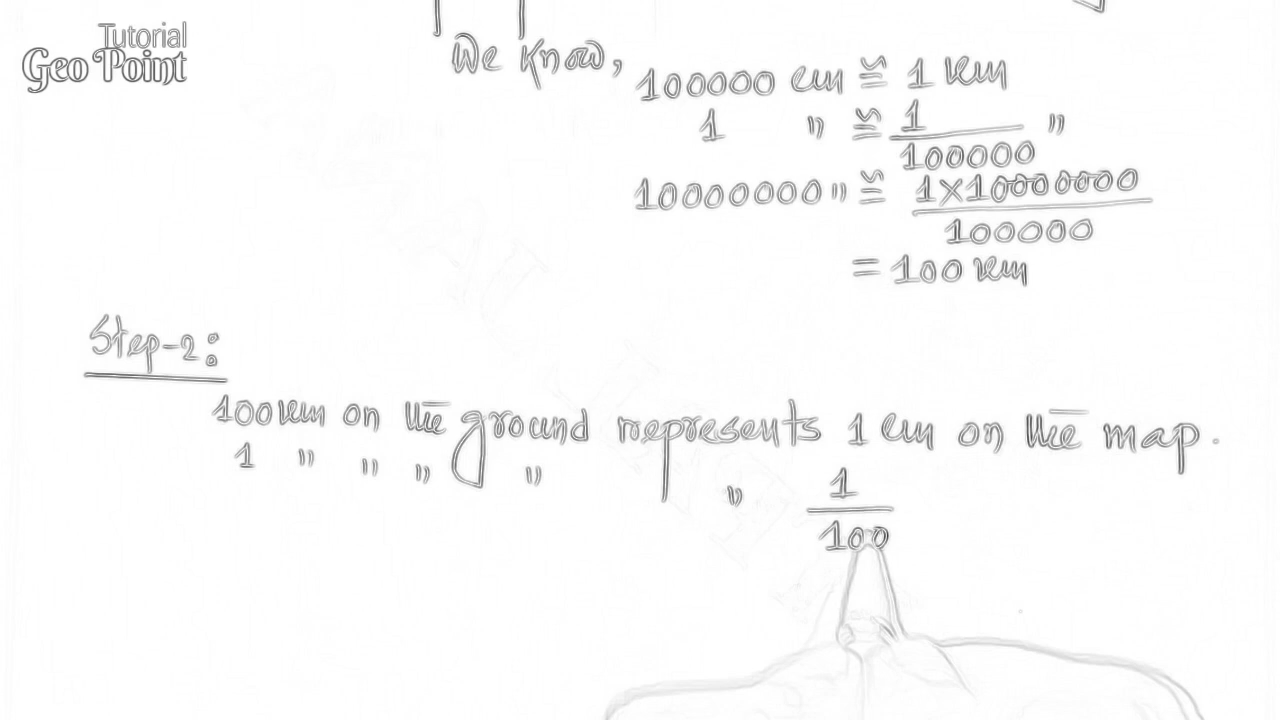 Tutorial
Geo Point
We know,
100000 cm ≌ 1 km
1 " ≌ 1/100000 "
10000000 " ≌ 1×10000000/100000
= 100 km
Step-2:
100 km on the ground represents 1 cm on the map.
1 " " " " " 1/100